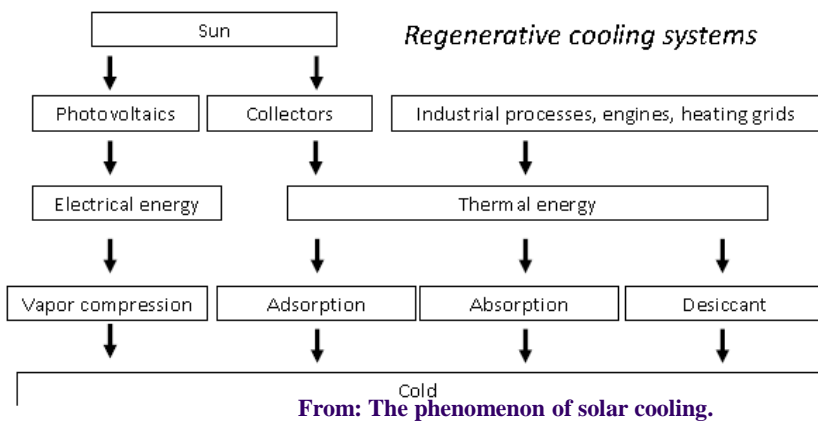 Sun
Regenerative cooling systems
Photovoltaics
Collectors
Industrial processes, engines, heating grids
Electrical energy
Thermal energy
Vapor compression
Adsorption
Absorption
Desiccant
Cold
From: The phenomenon of solar cooling.